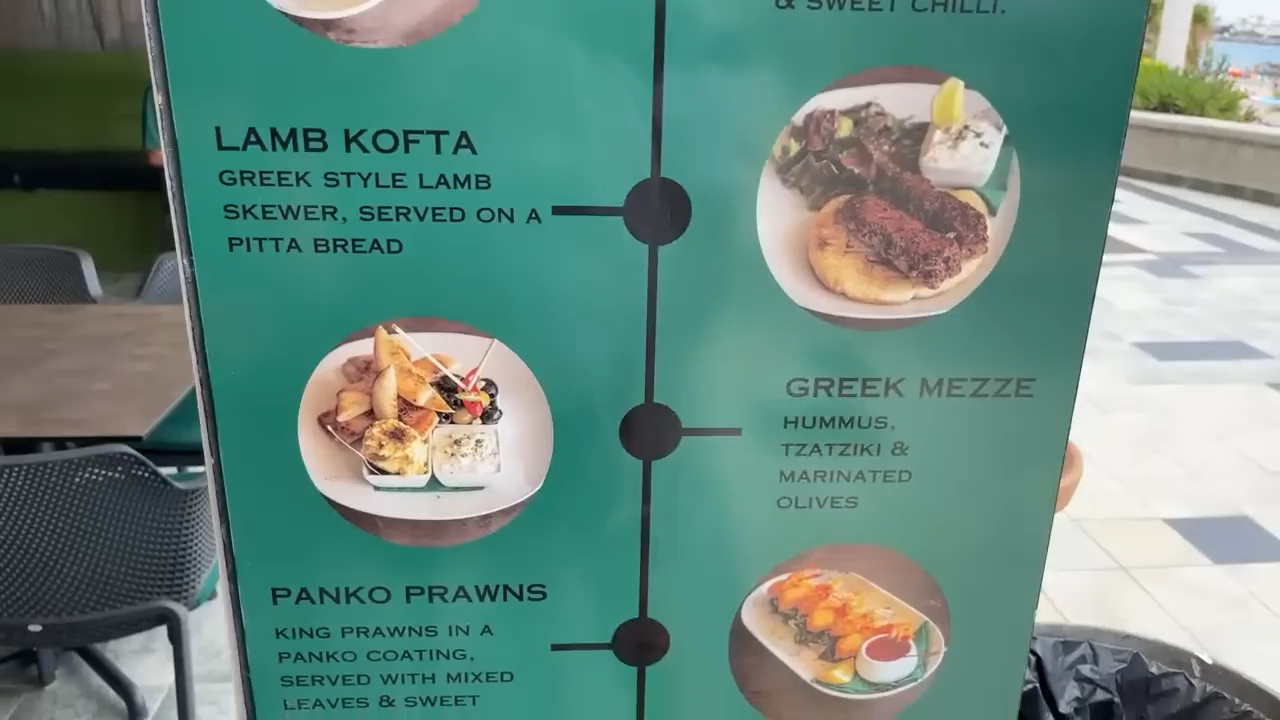 & SWEET CHILLI.
LAMB KOFTA
GREEK STYLE LAMB
SKEWER, SERVED ON A
PITTA BREAD
GREEK MEZZE
HUMMUS,
TZATZIKI &
MARINATED
OLIVES
PANKO PRAWNS
KING PRAWNS IN A
PANKO COATING,
SERVED WITH MIXED
LEAVES & SWEET